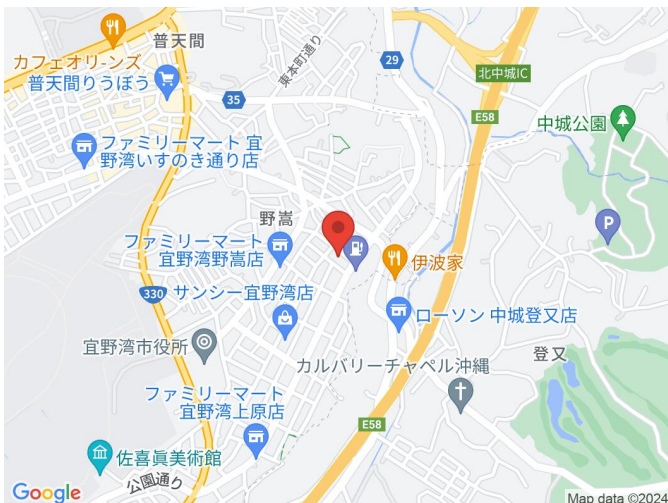 普天間
カフェオリーンズ
普天間りうぼう
東本町通り
29
北中城IC
35
E58
中城公園
ファミリーマート 宜
野湾いすのき通り店
P
野嵩
ファミリーマート
宜野湾野嵩店
伊波家
330
サンシー宜野湾店
ローソン 中城登又店
宜野湾市役所
登又
カルバリーチャペル沖縄
ファミリーマート
宜野湾上原店
E58
佐喜眞美術館
公園通り
Google
Map data ©2024